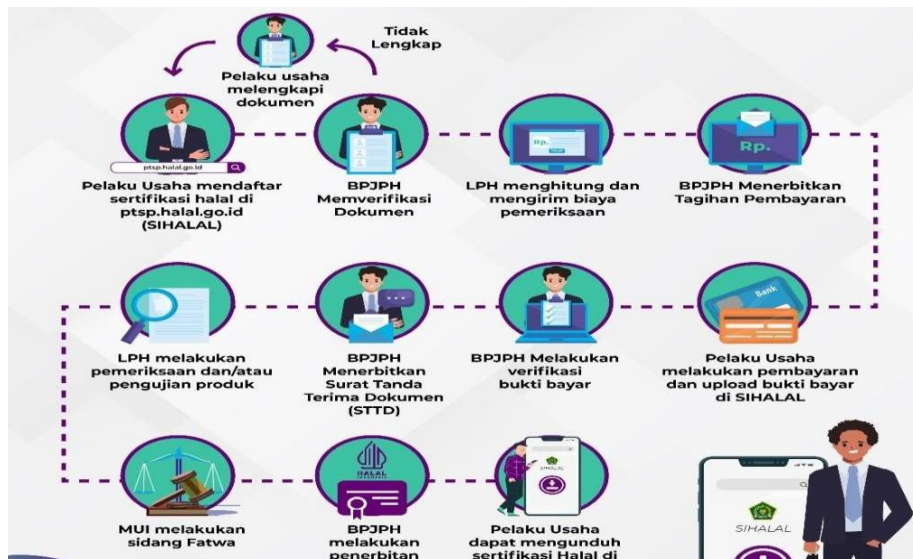 Tidak
Lengkap
Pelaku usaha
melengkapi
dokumen
ptsp.halal.go.id
Pelaku Usaha mendaftar
sertifikasi halal di
ptsp.halal.go.id
(SIHALAL)
BPJPH
Memverifikasi
Dokumen
Rp.
LPH menghitung dan
mengirim biaya
pemeriksaan
Rp.
BPJPH Menerbitkan
Tagihan Pembayaran
LPH melakukan
pemeriksaan dan/atau
pengujian produk
BPJPH
Menerbitkan
Surat Tanda
Terima Dokumen
(STTD)
BPJPH Melakukan
verifikasi
bukti bayar
Bank
Pelaku Usaha
melakukan pembayaran
dan upload bukti bayar
di SIHALAL
MUI melakukan
sidang Fatwa
HALAL
INDONESIA
BPJPH
melakukan
penerbitan
SIHALAL
Pelaku Usaha
dapat mengunduh
sertifikasi Halal di
SIHALAL